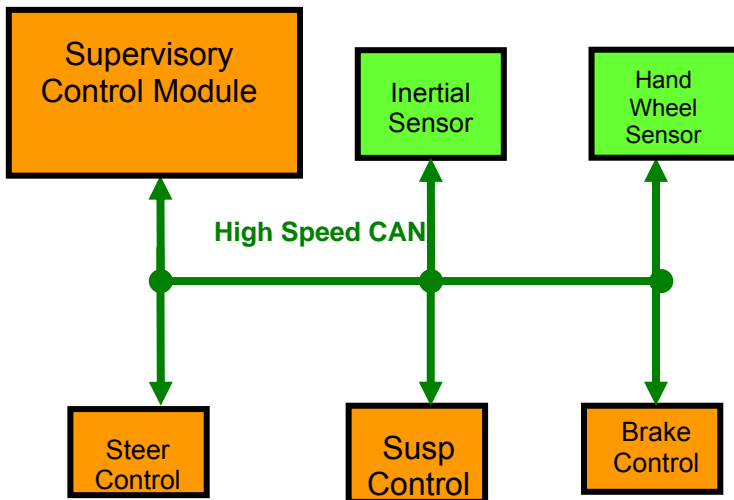 Supervisory
Control Module
Inertial
Sensor
Hand
Wheel
Sensor
High Speed CAN
Steer
Control
Susp
Control
Brake
Control